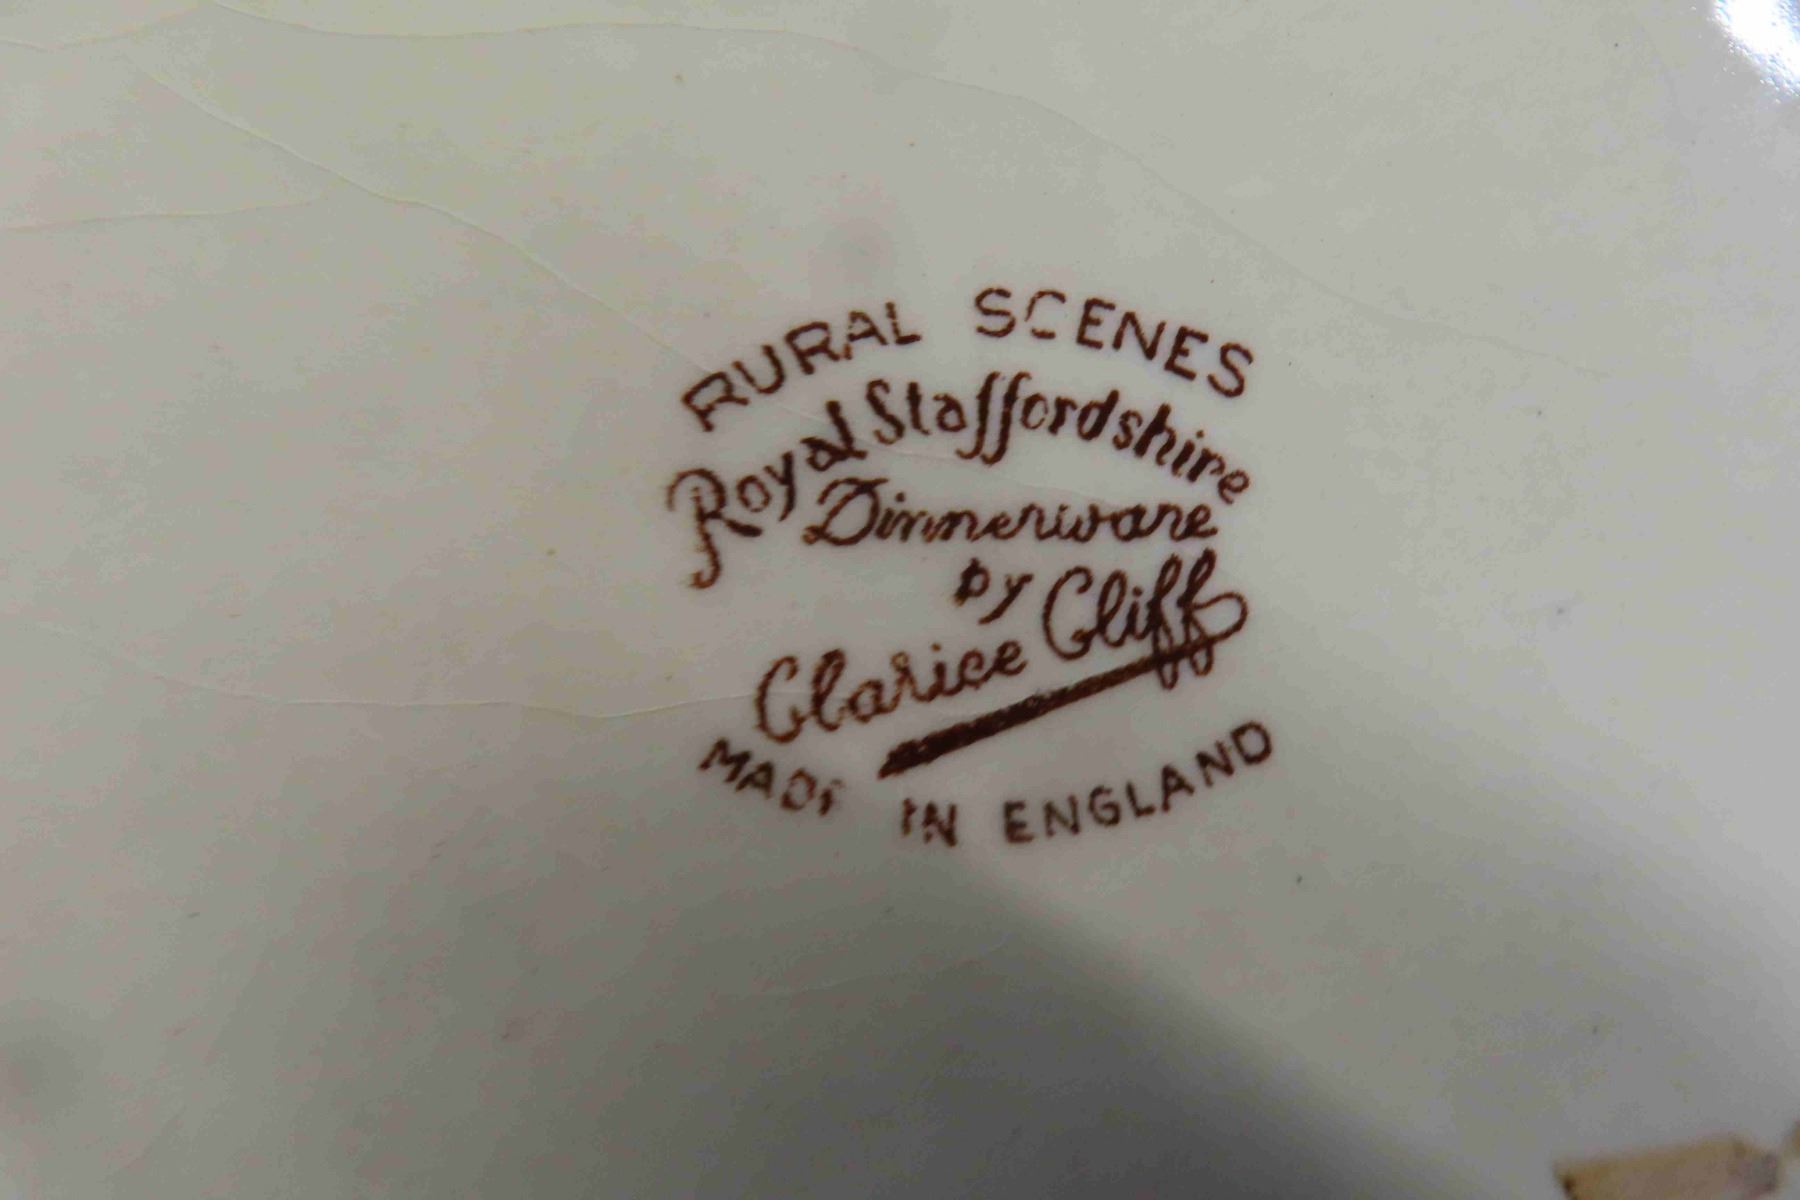 RURAL SCENES
Royal Staffordshire
Dinnerware
by
Clarice Cliff
MADE IN ENGLAND